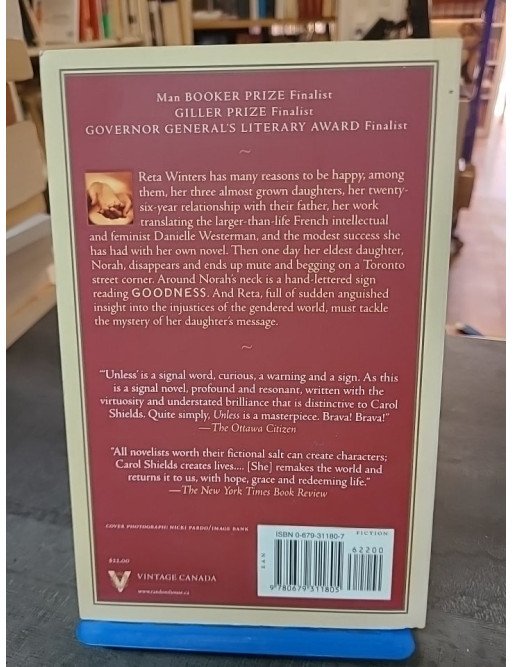 Man BOOKER PRIZE Finalist
GILLER PRIZE Finalist
GOVERNOR GENERAL'S LITERARY AWARD Finalist
~
Reta Winters has many reasons to be happy, among
them, her three almost grown daughters, her twenty-
six-year relationship with their father, her work
translating the larger-than-life French intellectual
and feminist Danielle Westerman, and the modest success she
has had with her own novel. Then one day her eldest daughter,
Norah, disappears and ends up mute and begging on a Toronto
street corner. Around Norah's neck is a hand-lettered sign
reading GOODNESS. And Reta, full of sudden anguished
insight into the injustices of the gendered world, must tackle
the mystery of her daughter's message.
~
"'Unless' is a signal word, curious, a warning and a sign. As this
is a signal novel, profound and resonant, written with the
virtuosity and understated brilliance that is distinctive to Carol
Shields. Quite simply, Unless is a masterpiece. Brava! Brava!"
—The Ottawa Citizen
"All novelists worth their fictional salt can create characters;
Carol Shields creates lives.... [She] remakes the world and
returns it to us, with hope, grace and redeeming life."
—The New York Times Book Review
COVER PHOTOGRAPH: NICKI PARDO/IMAGE BANK
ISBN 0-679-31180-7
FICTION
62200
EAN
9 780679 311805
$22.00
VINTAGE CANADA
www.randomhouse.ca